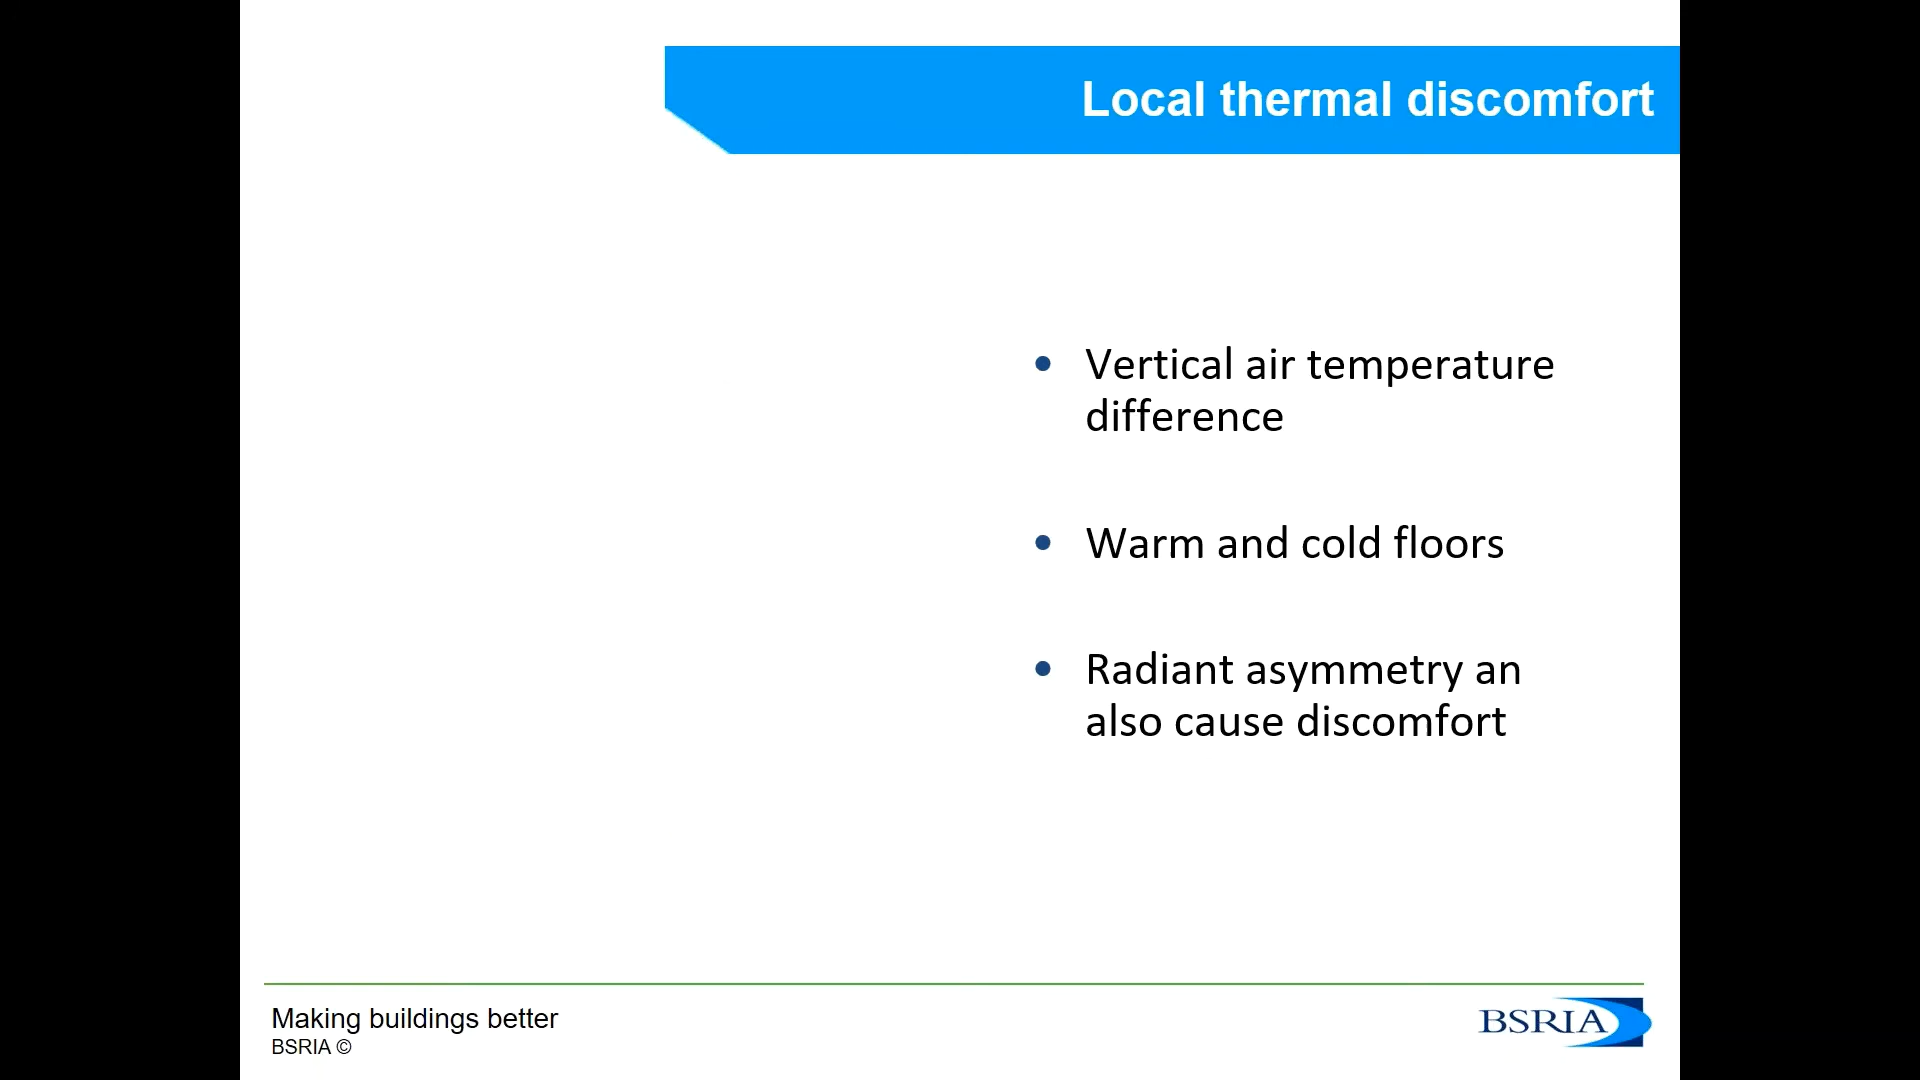 Local thermal discomfort
• Vertical air temperature
difference
• Warm and cold floors
• Radiant asymmetry an
also cause discomfort
Making buildings better
BSRIA ©
BSRIA